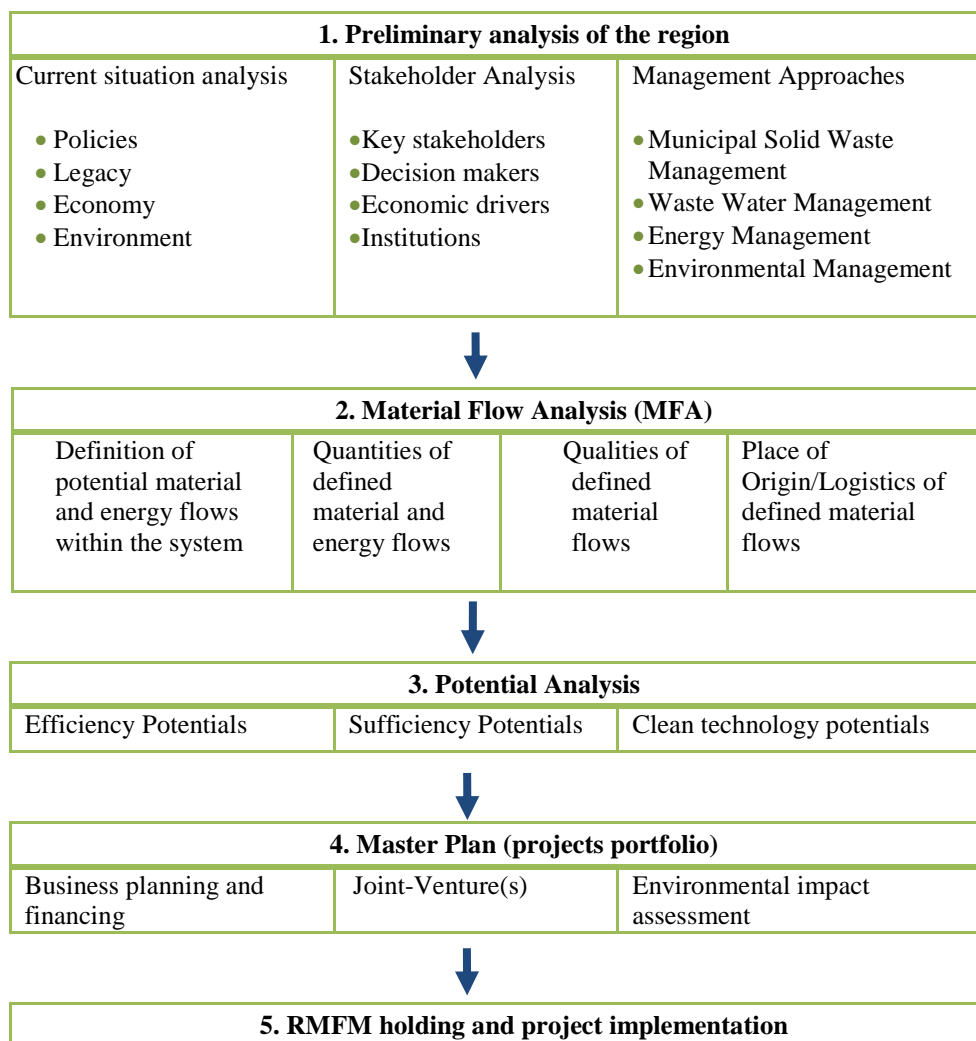 1. Preliminary analysis of the region
Current situation analysis
• Policies
• Legacy
• Economy
• Environment
Stakeholder Analysis
• Key stakeholders
• Decision makers
• Economic drivers
• Institutions
Management Approaches
• Municipal Solid Waste
Management
• Waste Water Management
• Energy Management
• Environmental Management
2. Material Flow Analysis (MFA)
Definition of
potential material
and energy flows
within the system
Quantities of
defined
material and
energy flows
Qualities of
defined
material
flows
Place of
Origin/Logistics of
defined material
flows
3. Potential Analysis
Efficiency Potentials
Sufficiency Potentials
Clean technology potentials
4. Master Plan (projects portfolio)
Business planning and
financing
Joint-Venture(s)
Environmental impact
assessment
5. RMFM holding and project implementation